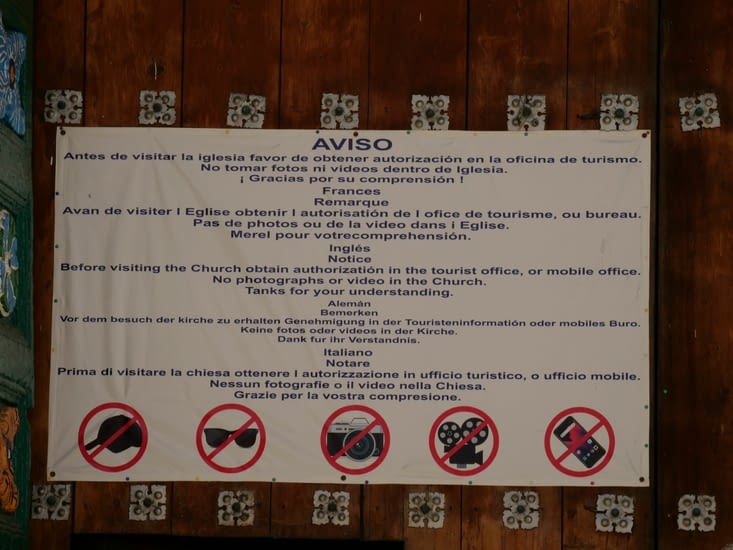 AVISO
Antes de visitar la iglesia favor de obtener autorización en la oficina de turismo.
No tomar fotos ni vídeos dentro de Iglesia.
¡ Gracias por su comprensión !
Frances
Remarque
Avan de visiter l Eglise obtenir l autorisatión de l ofice de tourisme, ou bureau.
Pas de photos ou de la video dans i Eglise.
Merel pour votrecomprehensión.
Inglés
Notice
Before visiting the Church obtain authorizatión in the tourist office, or mobile office.
No photographs or video in the Church.
Tanks for your understanding.
Alemán
Bemerken
Vor dem besuch der kirche zu erhalten Genehmigung in der Touristeninformatión oder mobiles Buro.
Keine fotos oder videos in der Kirche.
Dank fur ihr Verstandnis.
Italiano
Notare
Prima di visitare la chiesa ottenere l autorizzazione in ufficio turistico, o ufficio mobile.
Nessun fotografie o il video nella Chiesa.
Grazie per la vostra compresione.